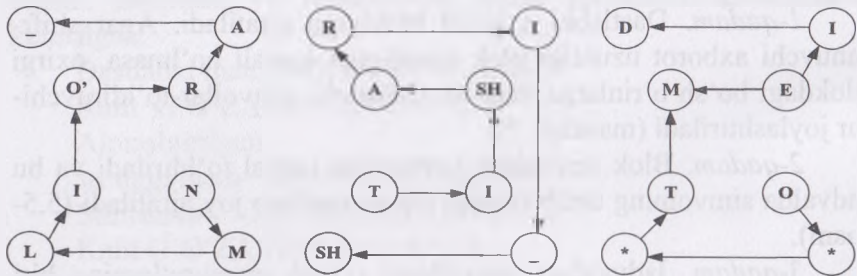 _ A R I D I
O' R A SH M E
I N T I T O
L M SH _ * *